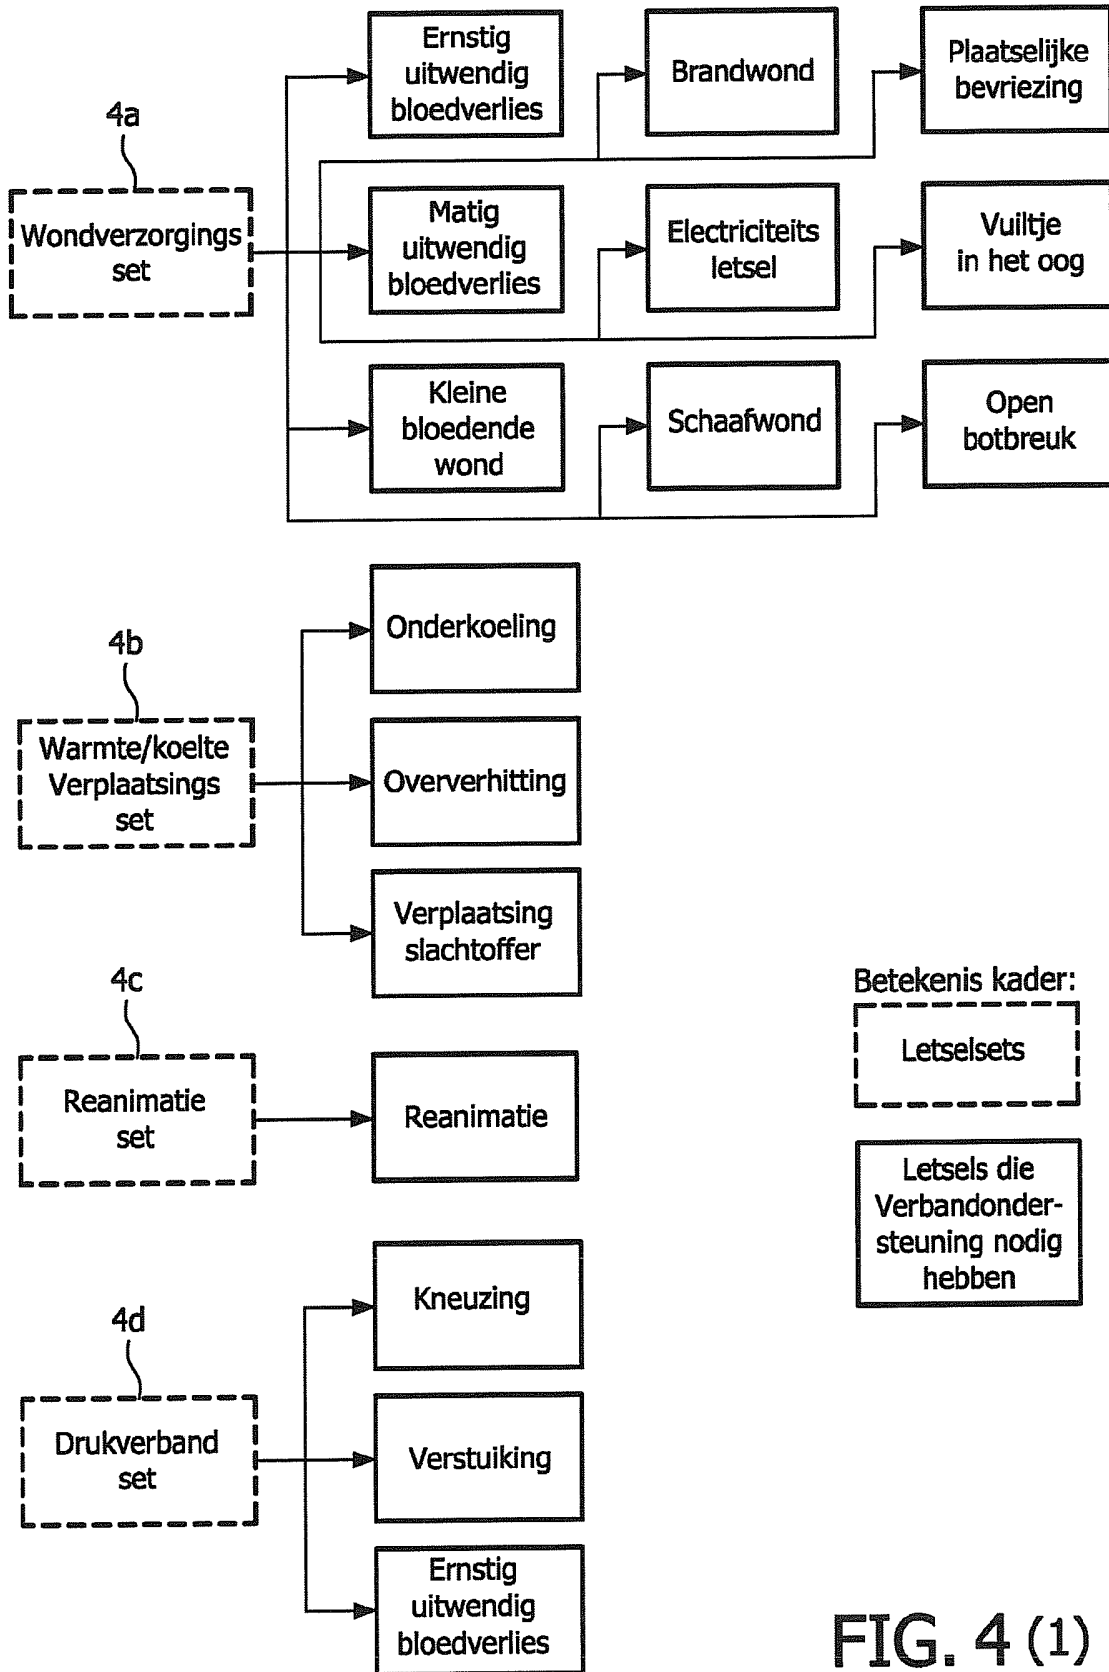 4a
Wondverzorgings
set
Ernstig
uitwendig
bloedverlies
Brandwond
Plaatselijke
bevriezing
Matig
uitwendig
bloedverlies
Electriciteits
letsel
Vuiltje
in het oog
Kleine
bloedende
wond
Schaafwond
Open
botbreuk
4b
Warmte/koelte
Verplaatsings
set
Onderkoeling
Oververhitting
Verplaatsing
slachtoffer
4c
Reanimatie
set
Reanimatie
4d
Drukverband
set
Kneuzing
Verstuiking
Ernstig
uitwendig
bloedverlies
Betekenis kader:
Letselsets
Letsels die
Verbandonder-
steuning nodig
hebben
FIG. 4 (1)